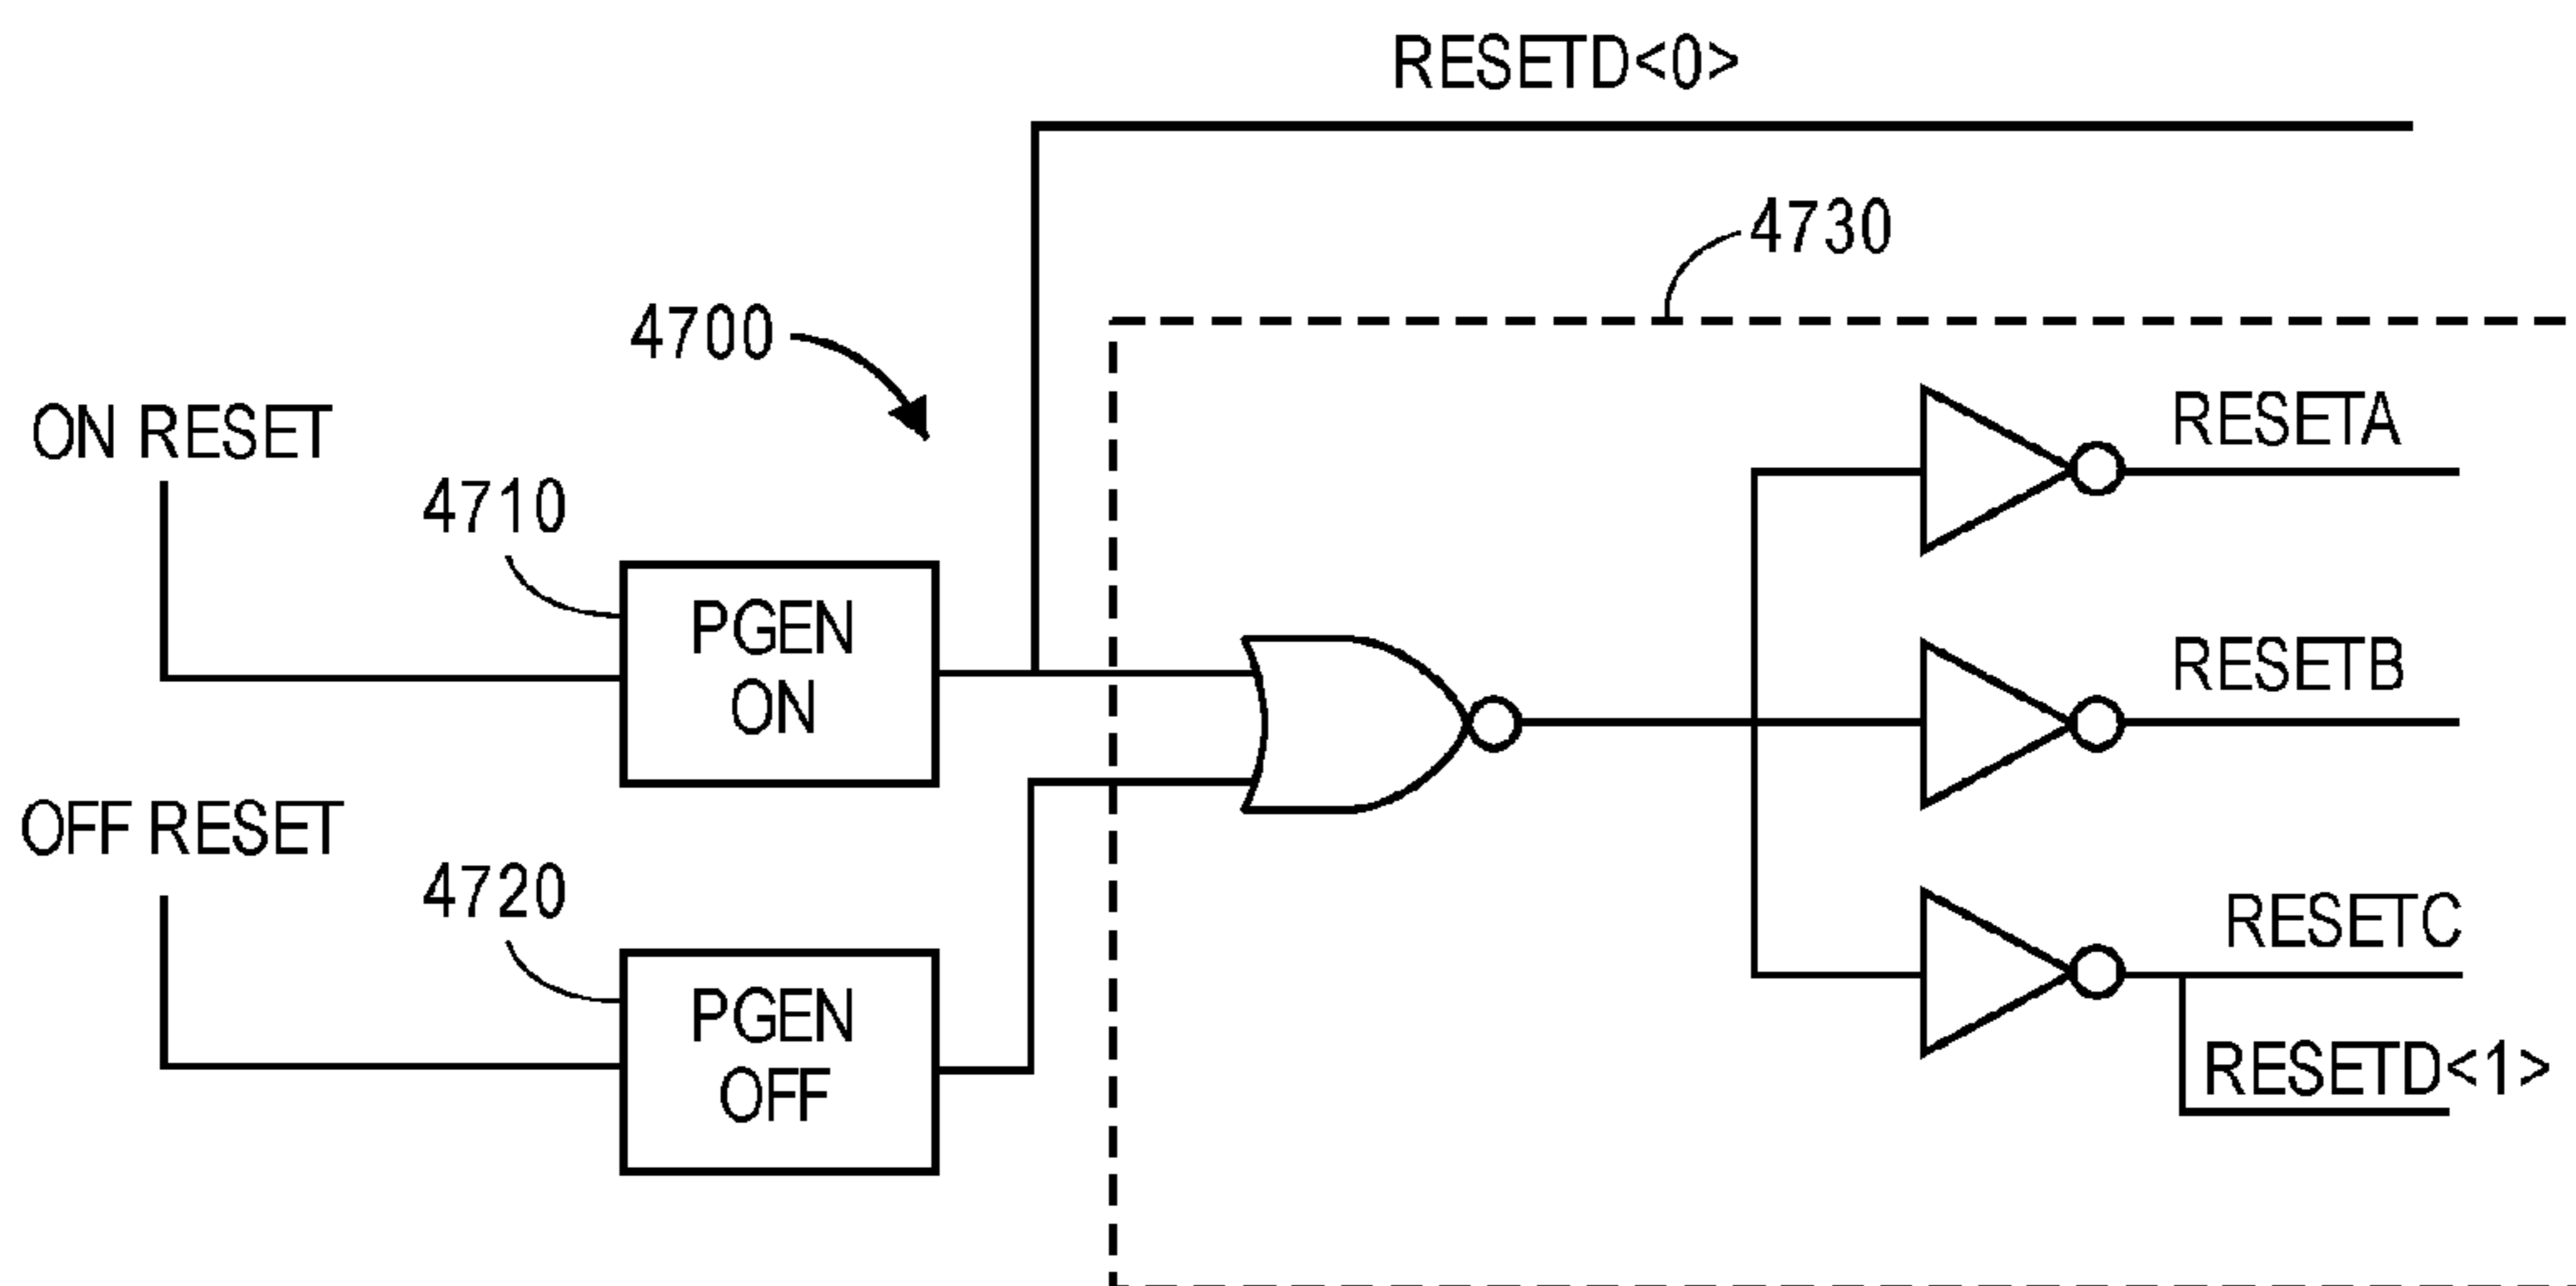 RESETD<0>
4730
4700
ON RESET
4710
PGEN
ON
RESETA
RESETB
OFF RESET
4720
PGEN
OFF
RESETC
RESETD<1>